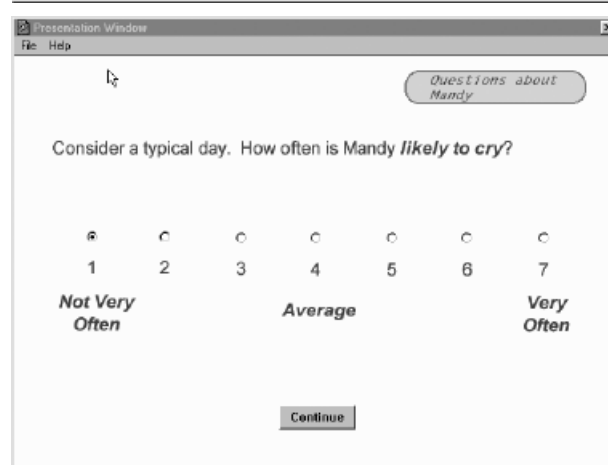 Presentation Window
File Help
Questions about
Mandy
Consider a typical day. How often is Mandy likely to cry?
1 2 3 4 5 6 7
Not Very
Often
Average
Very
Often
Continue